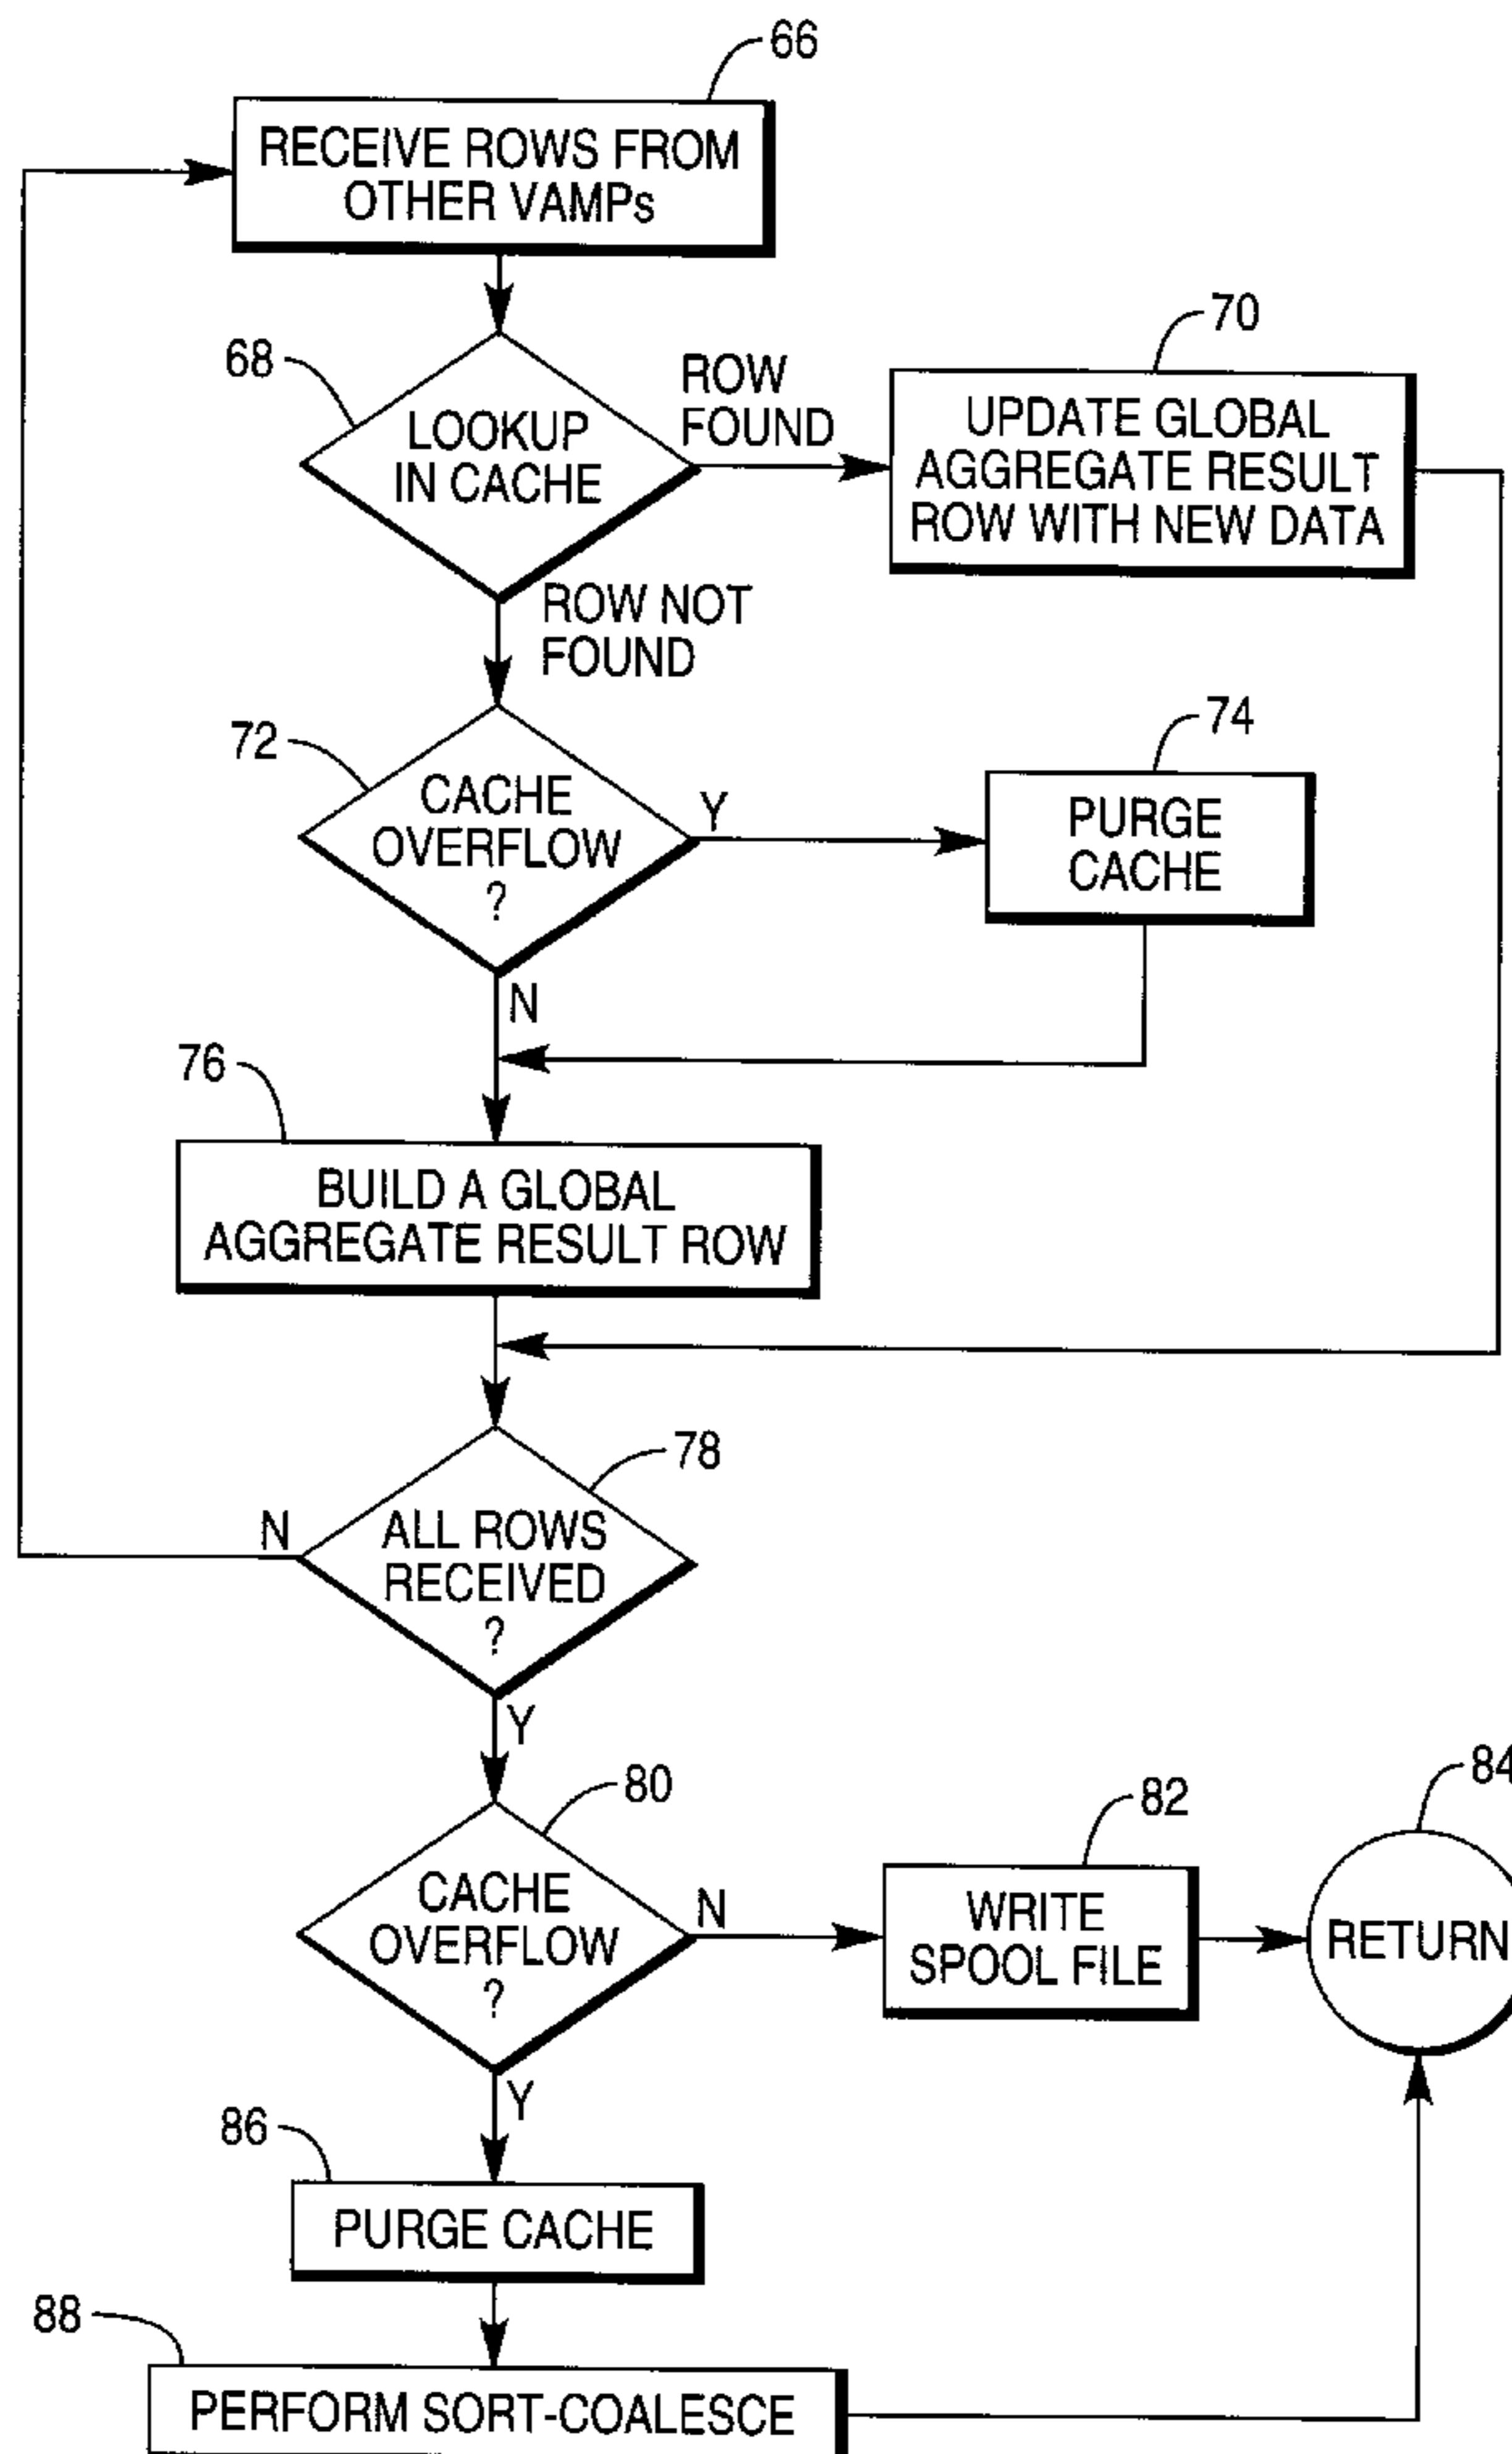 66
RECEIVE ROWS FROM
OTHER VAMPs
68
LOOKUP
IN CACHE
ROW
FOUND
70
UPDATE GLOBAL
AGGREGATE RESULT
ROW WITH NEW DATA
ROW NOT
FOUND
72
CACHE
OVERFLOW
?
Y
74
PURGE
CACHE
N
76
BUILD A GLOBAL
AGGREGATE RESULT ROW
78
N
ALL ROWS
RECEIVED
?
Y
80
CACHE
OVERFLOW
?
N
82
WRITE
SPOOL FILE
84
RETURN
Y
86
PURGE CACHE
88
PERFORM SORT-COALESCE